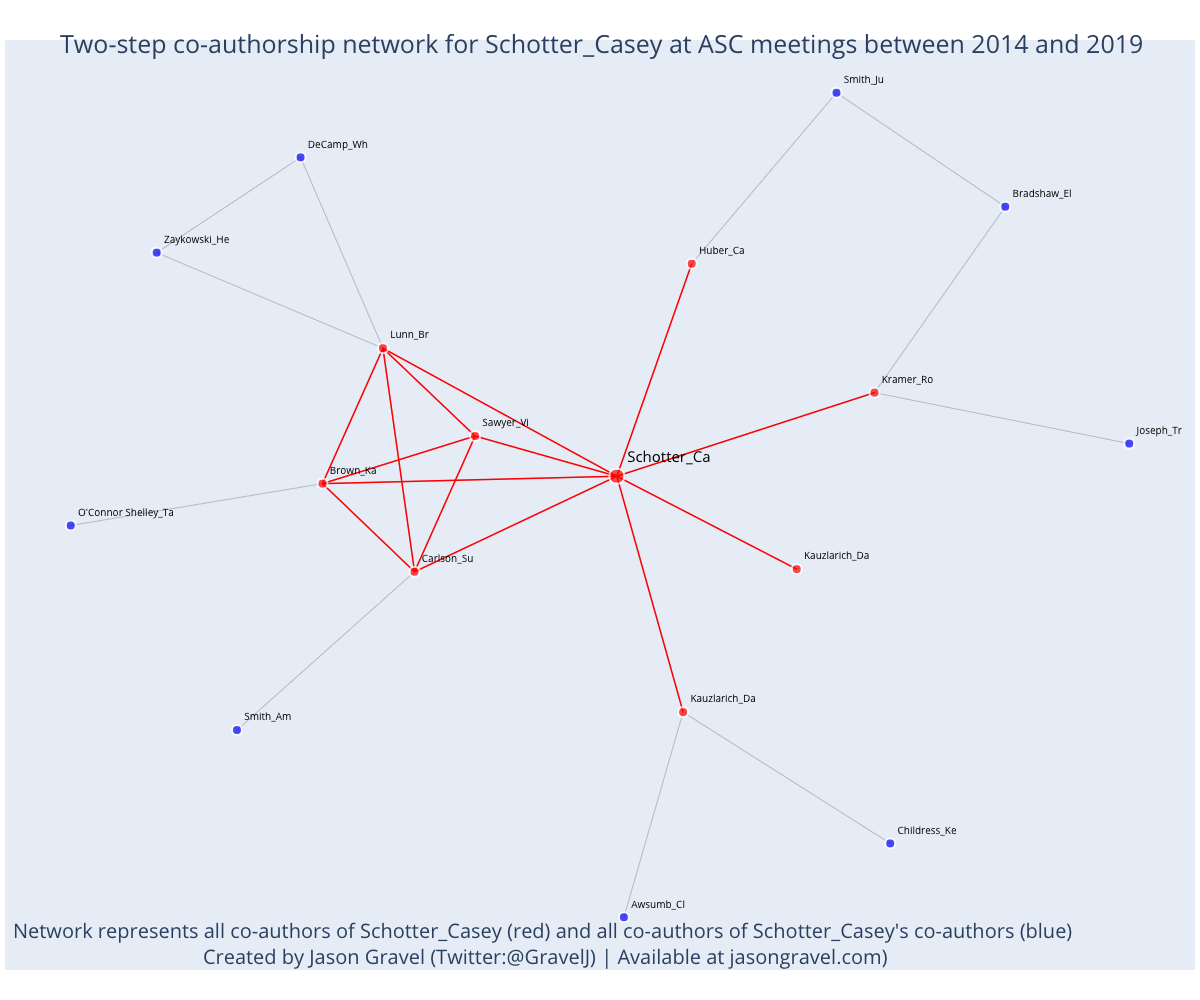 Two-step co-authorship network for Schotter_Casey at ASC meetings between 2014 and 2019
Smith_Ju
DeCamp_Wh
Bradshaw_El
Zaykowski_He
Huber_Ca
Lunn_Br
Kramer_Ro
Sawyer_Vi
Joseph_Tr
Schotter_Ca
Brown_Ka
O'Connor Shelley_Ta
Kauzlarich_Da
Carlson_Su
Kauzlarich_Da
Smith_Am
Childress_Ke
Awsumb_Cl
Network represents all co-authors of Schotter_Casey (red) and all co-authors of Schotter_Casey's co-authors (blue)
Created by Jason Gravel (Twitter:@GravelJ) | Available at jasongravel.com)